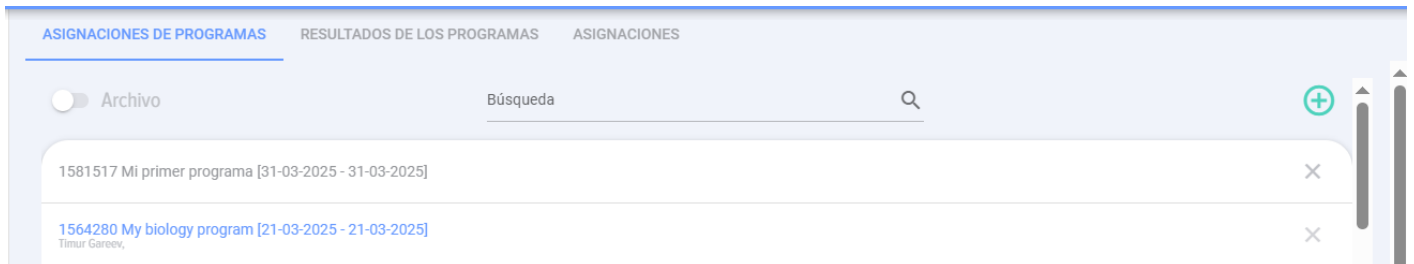 ASIGNACIONES DE PROGRAMAS RESULTADOS DE LOS PROGRAMAS ASIGNACIONES
Archivo Búsqueda
1581517 Mi primer programa [31-03-2025 - 31-03-2025]
1564280 My biology program [21-03-2025 - 21-03-2025]
Timur Gareev,